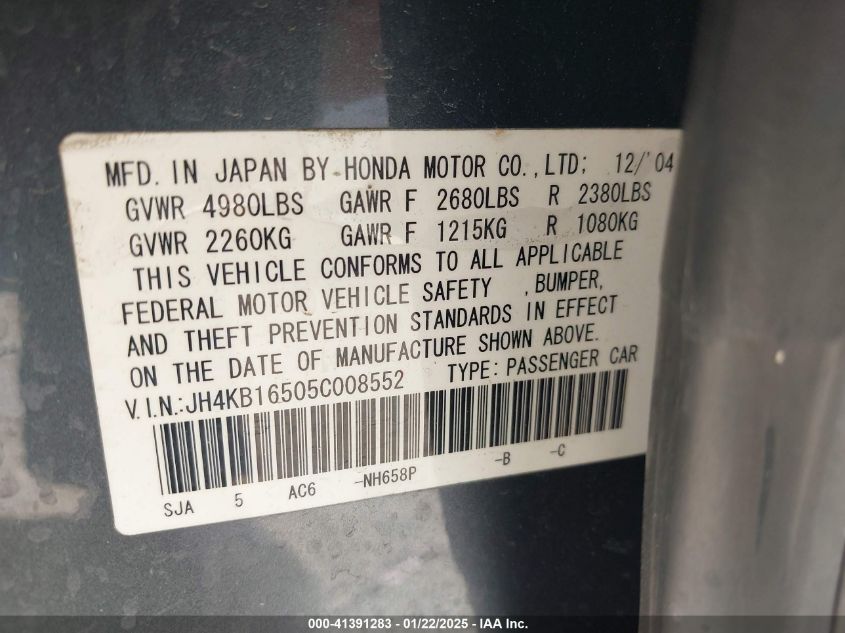 MFD. IN JAPAN BY HONDA MOTOR CO.,LTD; 12/'04
GVWR 4980LBS GAWR F 2680LBS R 2380LBS
GVWR 2260KG GAWR F 1215KG R 1080KG
THIS VEHICLE CONFORMS TO ALL APPLICABLE
FEDERAL MOTOR VEHICLE SAFETY ,BUMPER,
AND THEFT PREVENTION STANDARDS IN EFFECT
ON THE DATE OF MANUFACTURE SHOWN ABOVE.
V.I.N.:JH4KB16505C008552 TYPE:PASSENGER CAR
SJA 5 AC6 -NH658P -B -C
000-41391283 - 01/22/2025 - IAA Inc.